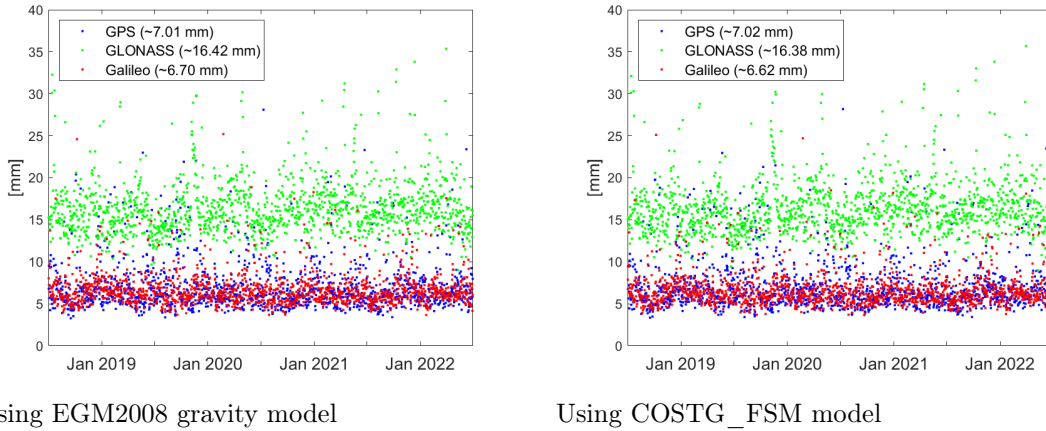 40
35
30
25
20
15
10
5
0
[mm]
GPS (~7.01 mm)
GLONASS (~16.42 mm)
Galileo (~6.70 mm)
Jan 2019
Jan 2020
Jan 2021
Jan 2022
sing EGM2008 gravity model
40
35
30
25
20
15
10
5
0
[mm]
GPS (~7.02 mm)
GLONASS (~16.38 mm)
Galileo (~6.62 mm)
Jan 2019
Jan 2020
Jan 2021
Jan 2022
Using COSTG_FSM model